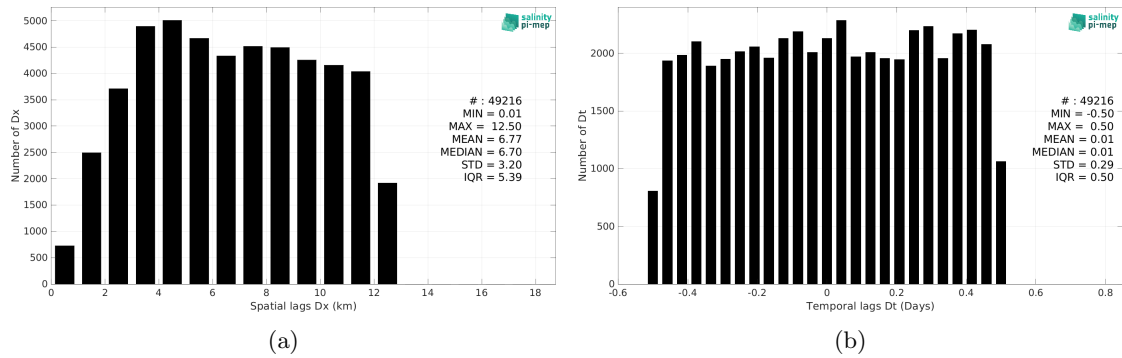 5000
4500
4000
3500
3000
2500
2000
1500
1000
500
0
Number of Dx
0 2 4 6 8 10 12 14 16 18
Spatial lags Dx (km)
salinity
pi-mep
# : 49216
MIN = 0.01
MAX = 12.50
MEAN = 6.77
MEDIAN = 6.70
STD = 3.20
IQR = 5.39
(a)
2000
1500
1000
500
0
Number of Dt
-0.6 -0.4 -0.2 0 0.2 0.4 0.6 0.8
Temporal lags Dt (Days)
salinity
pi-mep
# : 49216
MIN = -0.50
MAX = 0.50
MEAN = 0.01
MEDIAN = 0.01
STD = 0.29
IQR = 0.50
(b)